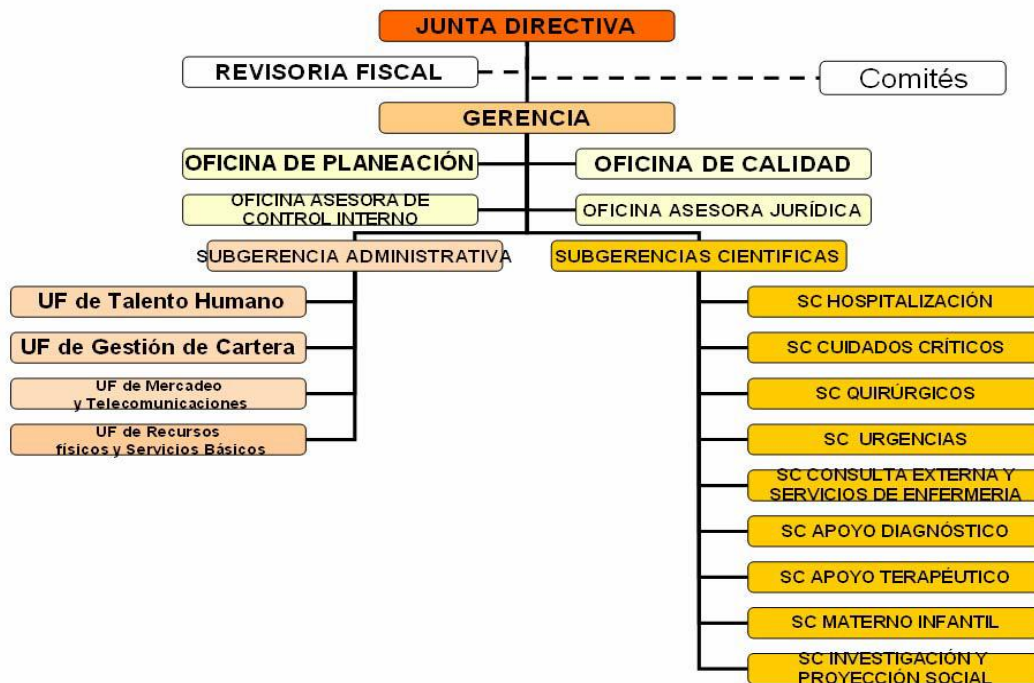 JUNTA DIRECTIVA
REVISORIA FISCAL
Comités
GERENCIA
OFICINA DE PLANEACIÓN
OFICINA DE CALIDAD
OFICINA ASESORA DE
CONTROL INTERNO
OFICINA ASESORA JURÍDICA
SUBGERENCIA ADMINISTRATIVA
SUBGERENCIAS CIENTIFICAS
UF de Talento Humano
UF de Gestión de Cartera
UF de Mercadeo
y Telecomunicaciones
UF de Recursos
físicos y Servicios Básicos
SC HOSPITALIZACIÓN
SC CUIDADOS CRÍTICOS
SC QUIRÚRGICOS
SC URGENCIAS
SC CONSULTA EXTERNA Y
SERVICIOS DE ENFERMERIA
SC APOYO DIAGNÓSTICO
SC APOYO TERAPÉUTICO
SC MATERNO INFANTIL
SC INVESTIGACIÓN Y
PROYECCIÓN SOCIAL